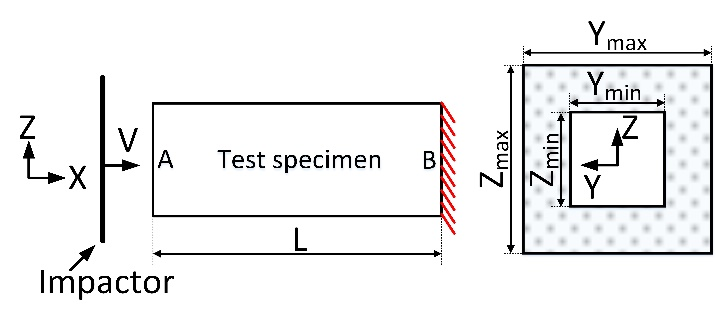 Z
X
V
A
Test specimen
B
L
Impactor
Ymax
Ymin
Zmax
Zmin
Z
Y